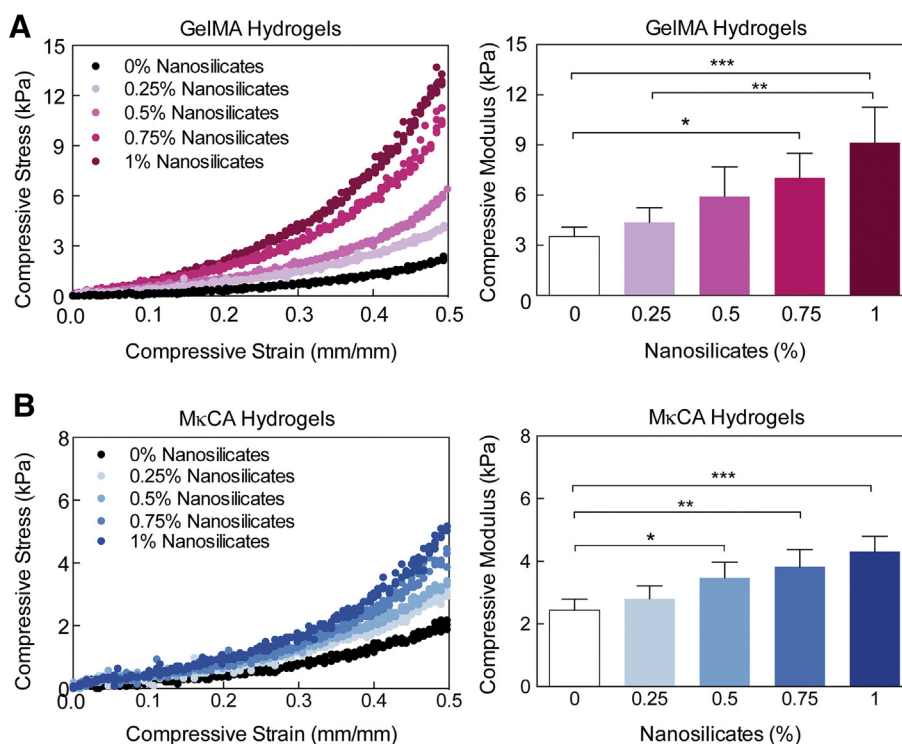 A
GelMA Hydrogels
Compressive Stress (kPa)
15
12
9
6
3
0
0% Nanosilicates
0.25% Nanosilicates
0.5% Nanosilicates
0.75% Nanosilicates
1% Nanosilicates
0.0 0.1 0.2 0.3 0.4 0.5
Compressive Strain (mm/mm)
GelMA Hydrogels
Compressive Modulus (kPa)
15
12
9
6
3
0
***
**
*
0 0.25 0.5 0.75 1
Nanosilicates (%)
B
MκCA Hydrogels
Compressive Stress (kPa)
8
6
4
2
0
0% Nanosilicates
0.25% Nanosilicates
0.5% Nanosilicates
0.75% Nanosilicates
1% Nanosilicates
0.0 0.1 0.2 0.3 0.4 0.5
Compressive Strain (mm/mm)
MκCA Hydrogels
Compressive Modulus (kPa)
8
6
4
2
0
***
**
*
0 0.25 0.5 0.75 1
Nanosilicates (%)